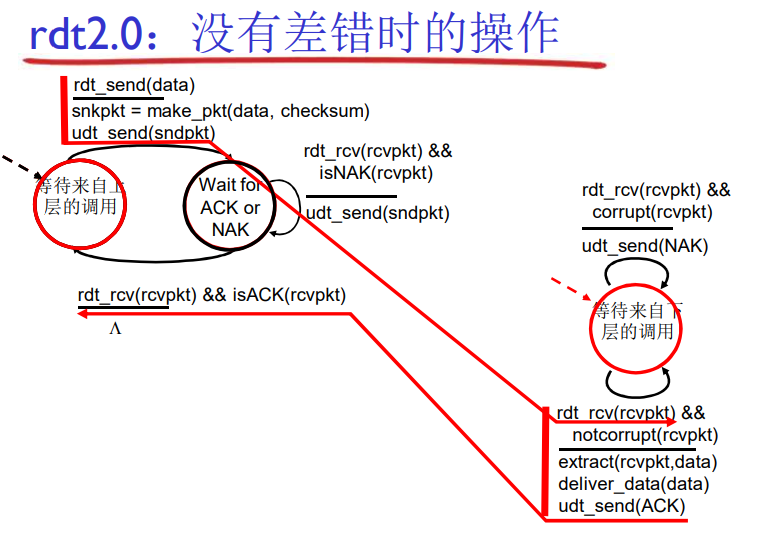 rdt2.0：没有差错时的操作
rdt_send(data)
snkpkt = make_pkt(data, checksum)
udt_send(sndpkt)
等待来自上
层的调用
Wait for
ACK or
NAK
rdt_rcv(rcvpkt) &&
isNAK(rcvpkt)
udt_send(sndpkt)
rdt_rcv(rcvpkt) && isACK(rcvpkt)
Λ
rdt_rcv(rcvpkt) &&
corrupt(rcvpkt)
udt_send(NAK)
等待来自下
层的调用
rdt_rcv(rcvpkt) &&
notcorrupt(rcvpkt)
extract(rcvpkt,data)
deliver_data(data)
udt_send(ACK)